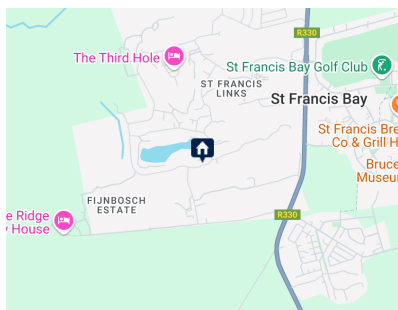 R330
The Third Hole
St Francis Bay Golf Club
ST FRANCIS
LINKS
St Francis Bay
St Francis Bre
Co & Grill H
Bruce
Museum
FIJNBOSCH
ESTATE
e Ridge
y House
R330